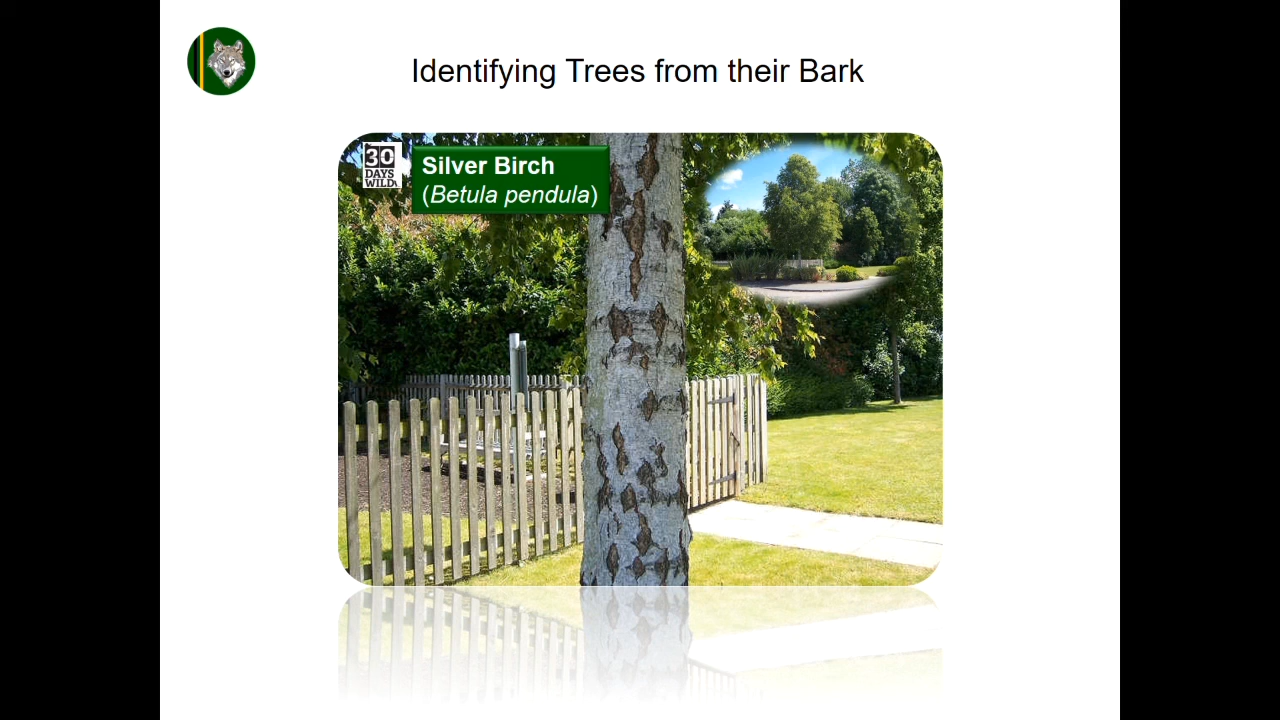 Identifying Trees from their Bark
30
DAYS
WILD
Silver Birch
(Betula pendula)